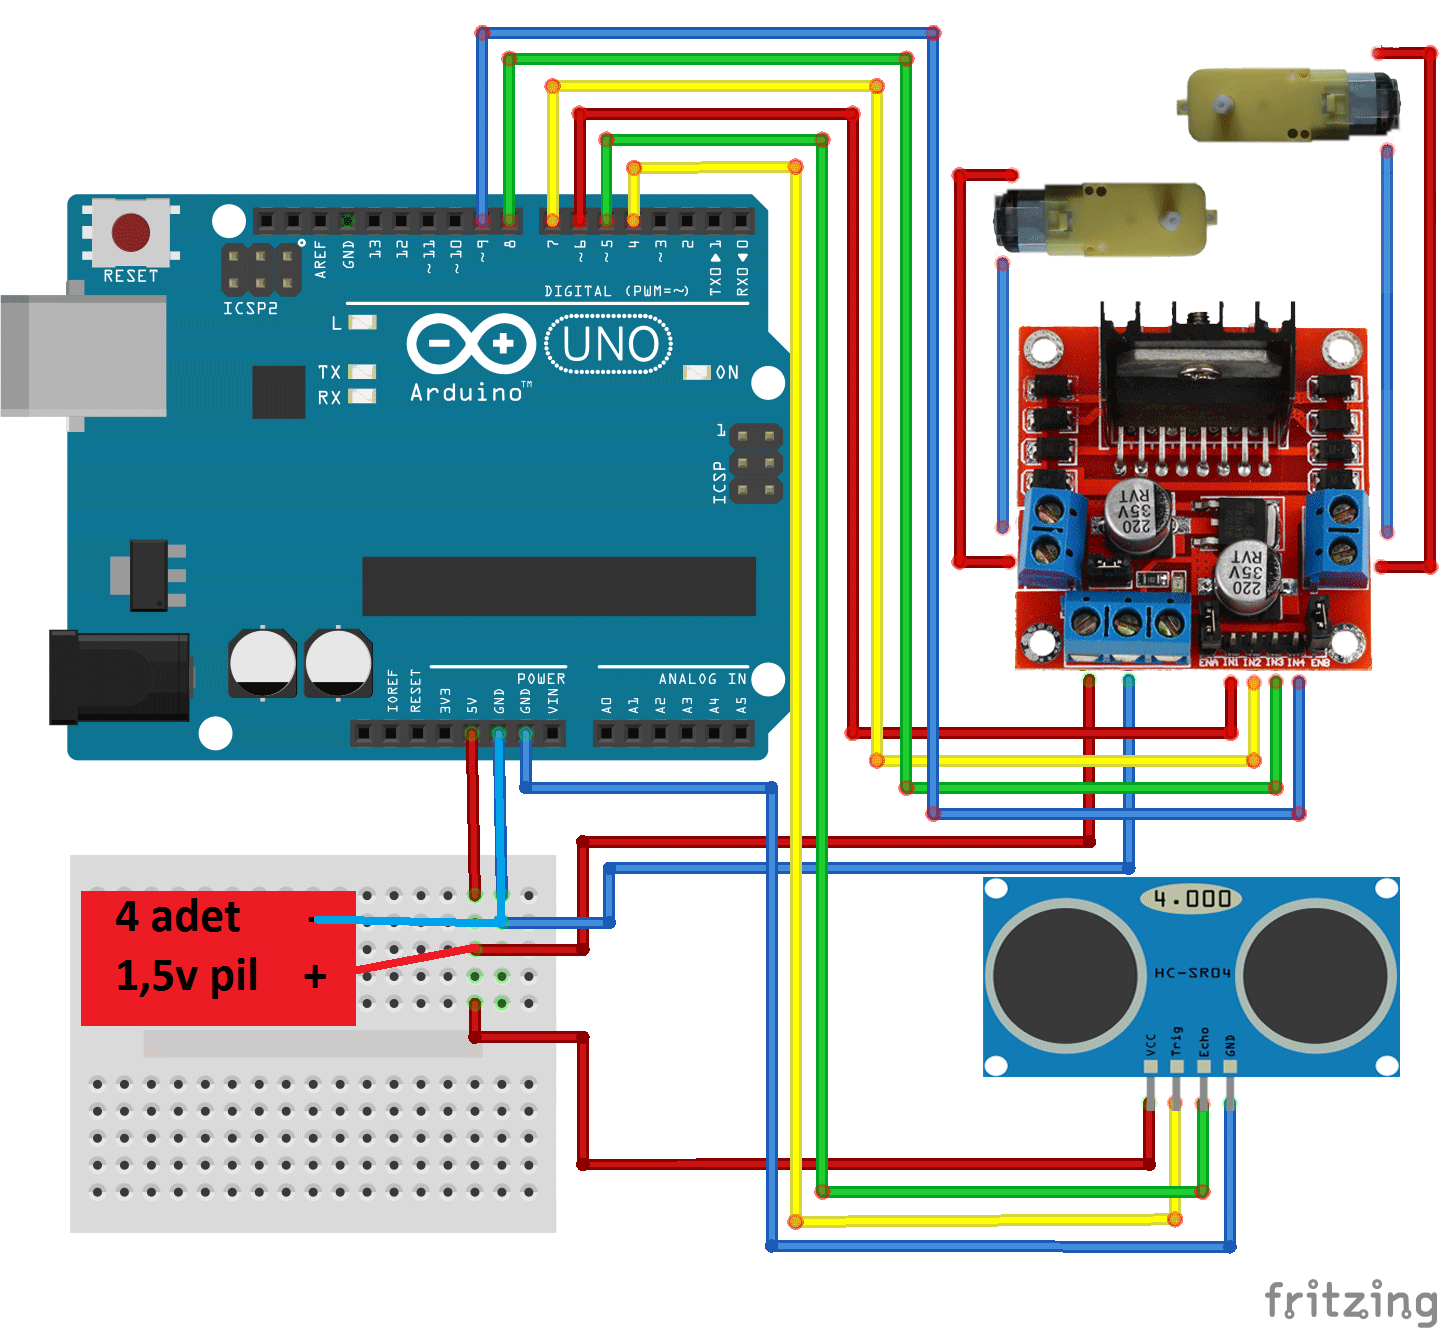 RESET
ICSP2
AREF
GND
13
12
~11
~10
~9
8
7
~6
~5
4
~3
2
TX0▶1
RX0◀0
DIGITAL (PWM=~)
L
TX
RX
UNO
Arduino™
ON
1
ICSP
IOREF
RESET
3V3
5V
GND
GND
VIN
POWER
ANALOG IN
A0
A1
A2
A3
A4
A5
220
35V
RVT
220
35V
RVT
ENA IN1 IN2 IN3 IN4 ENB
4 adet -
1,5v pil +
4.000
HC-SR04
VCC
Trig
Echo
GND
fritzing